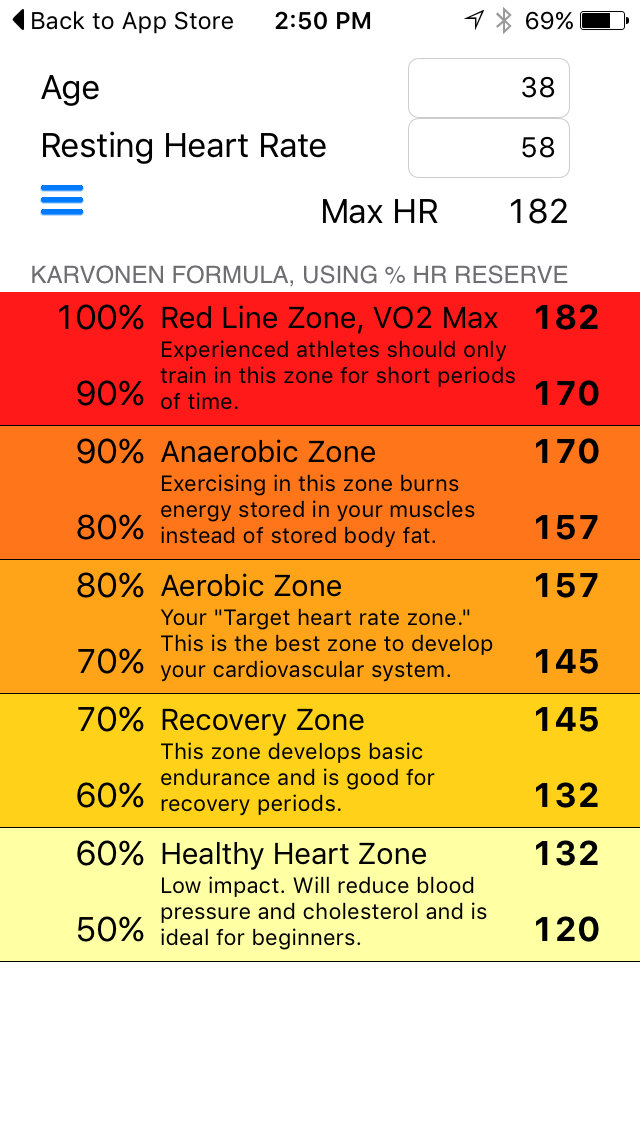 Back to App Store 2:50 PM 69%
Age 38
Resting Heart Rate 58
Max HR 182
KARVONEN FORMULA, USING % HR RESERVE
100% Red Line Zone, VO2 Max 182
Experienced athletes should only
train in this zone for short periods
90% of time. 170
90% Anaerobic Zone 170
Exercising in this zone burns
energy stored in your muscles
80% instead of stored body fat. 157
80% Aerobic Zone 157
Your "Target heart rate zone."
This is the best zone to develop
70% your cardiovascular system. 145
70% Recovery Zone 145
This zone develops basic
endurance and is good for
60% recovery periods. 132
60% Healthy Heart Zone 132
Low impact. Will reduce blood
pressure and cholesterol and is
50% ideal for beginners. 120